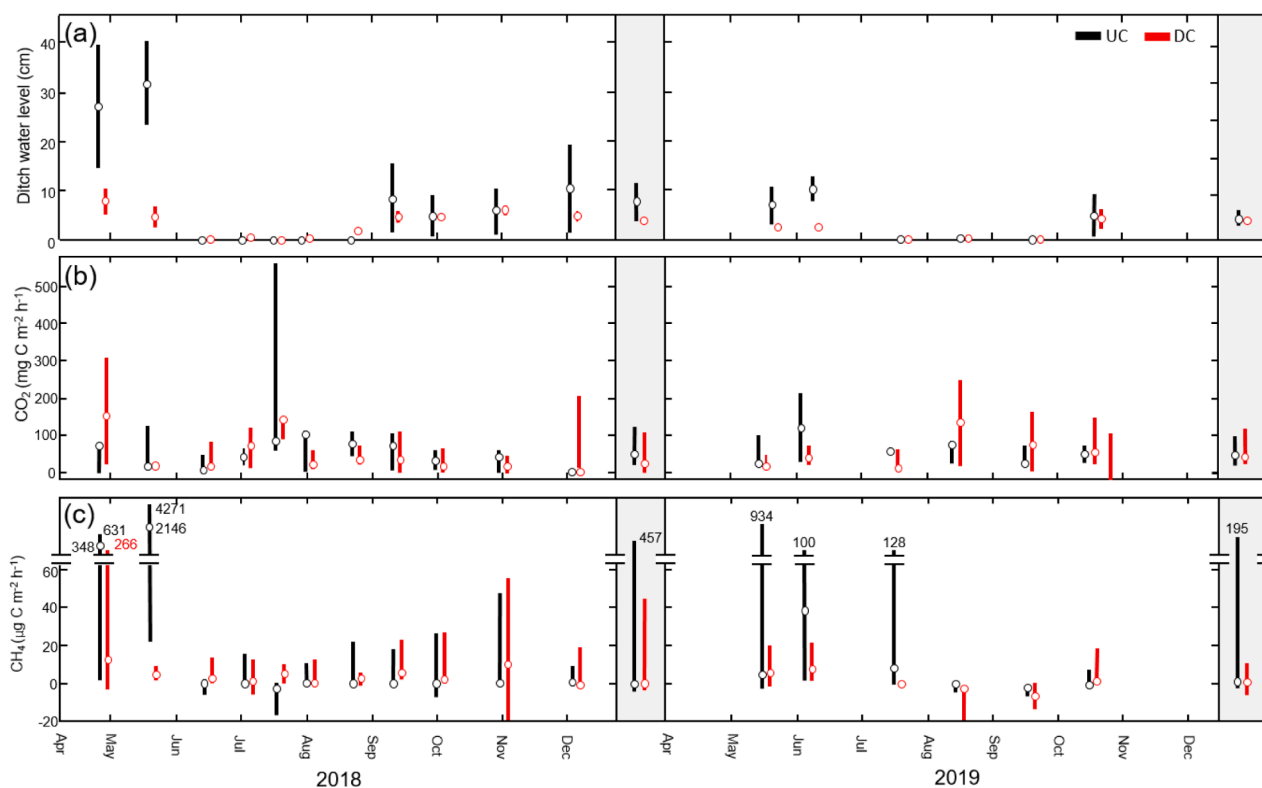 (a)
UC
DC
Ditch water level (cm)
40
30
20
10
0
(b)
CO₂ (mg C m⁻² h⁻¹)
500
400
300
200
100
0
(c)
4271
2146
631
348
266
457
934
100
128
195
CH₄ (µg C m⁻² h⁻¹)
60
40
20
0
-20
Apr
May
Jun
Jul
Aug
Sep
Oct
Nov
Dec
Apr
May
Jun
Jul
Aug
Sep
Oct
Nov
Dec
2018
2019